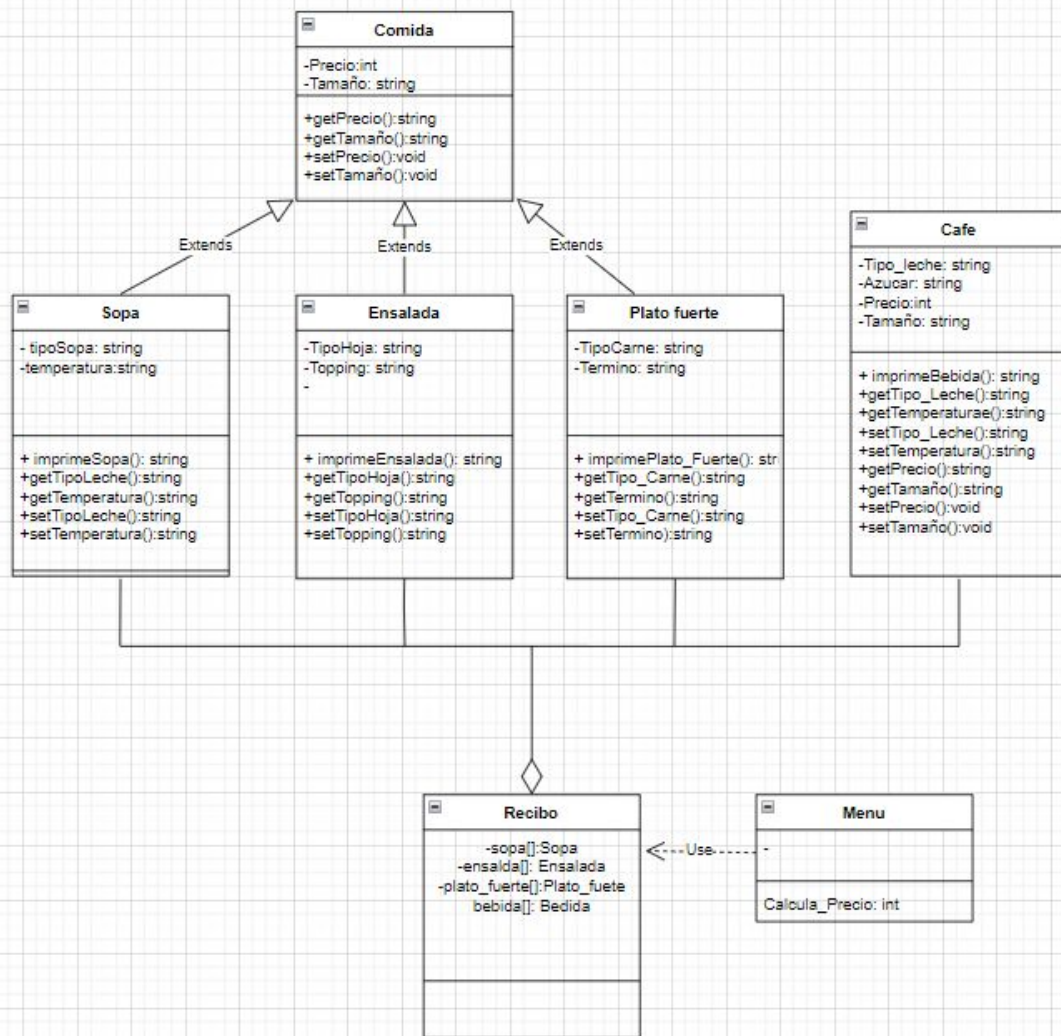 Comida
-Precio:int
-Tamaño: string
+getPrecio():string
+getTamaño():string
+setPrecio():void
+setTamaño():void
Extends
Extends
Extends
Sopa
- tipoSopa: string
-temperatura:string
+ imprimeSopa(): string
+getTipoLeche():string
+getTemperatura():string
+setTipoLeche():string
+setTemperatura():string
Ensalada
-TipoHoja: string
-Topping: string
-
+ imprimeEnsalada(): string
+getTipoHoja():string
+getTopping():string
+setTipoHoja():string
+setTopping():string
Plato fuerte
-TipoCarne: string
-Termino: string
+ imprimePlato_Fuerte(): stri
+getTipo_Carne():string
+getTermino():string
+setTipo_Carne():string
+setTermino):string
Cafe
-Tipo_leche: string
-Azucar: string
-Precio:int
-Tamaño: string
+ imprimeBebida(): string
+getTipo_Leche():string
+getTemperaturae():string
+setTipo_Leche():string
+setTemperatura():string
+getPrecio():string
+getTamaño():string
+setPrecio():void
+setTamaño():void
Recibo
-sopa[]:Sopa
-ensalda[]: Ensalada
-plato_fuerte[]:Plato_fuete
bebida[]: Bedida
Use
Menu
-
Calcula_Precio: int